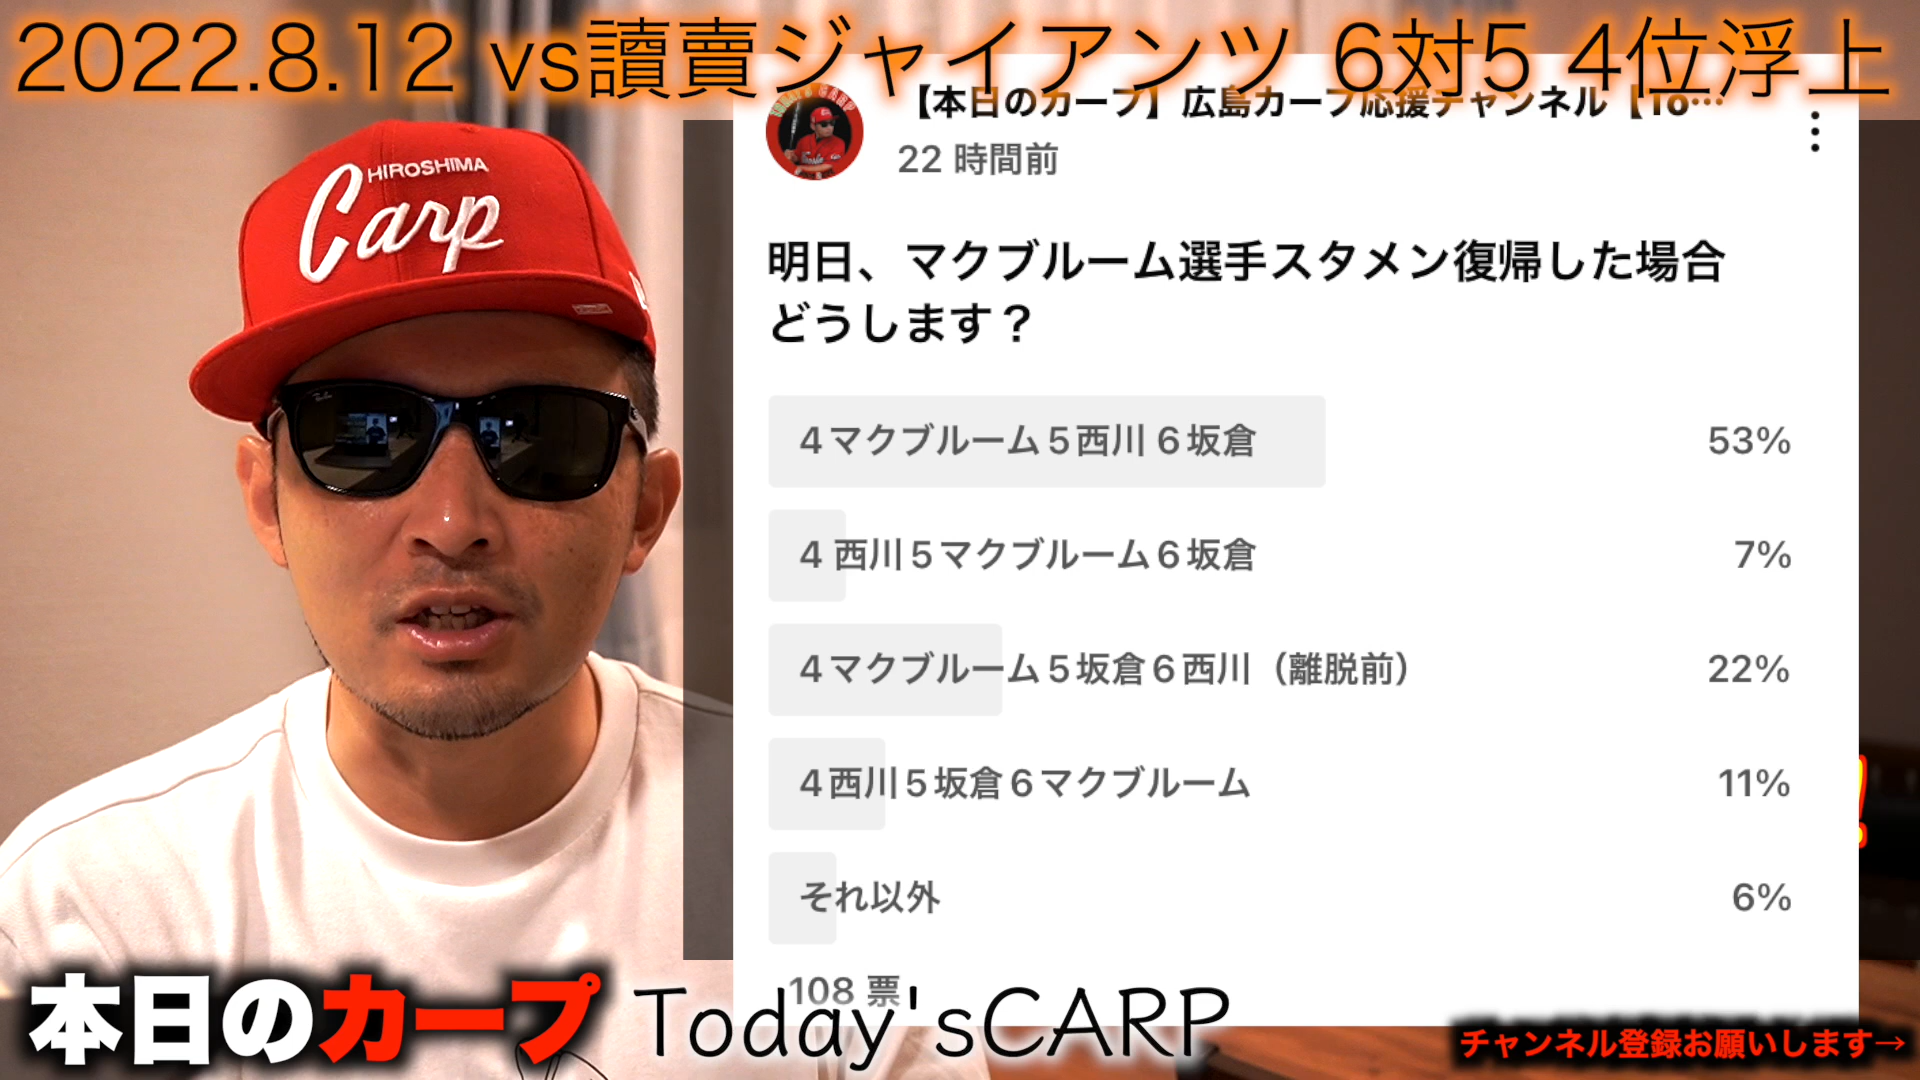 2022.8.12 vs讀賣ジャイアンツ 6対5 4位浮上
HIROSHIMA
Carp
【本日のカープ】広島カープ応援チャンネル【To…
22 時間前
明日、マクブルーム選手スタメン復帰した場合
どうします？
４マクブルーム５西川６坂倉 53%
４西川５マクブルーム６坂倉 7%
４マクブルーム５坂倉６西川（離脱前） 22%
４西川５坂倉６マクブルーム 11%
それ以外 6%
108 票
本日のカープ Today'sCARP
チャンネル登録お願いします→